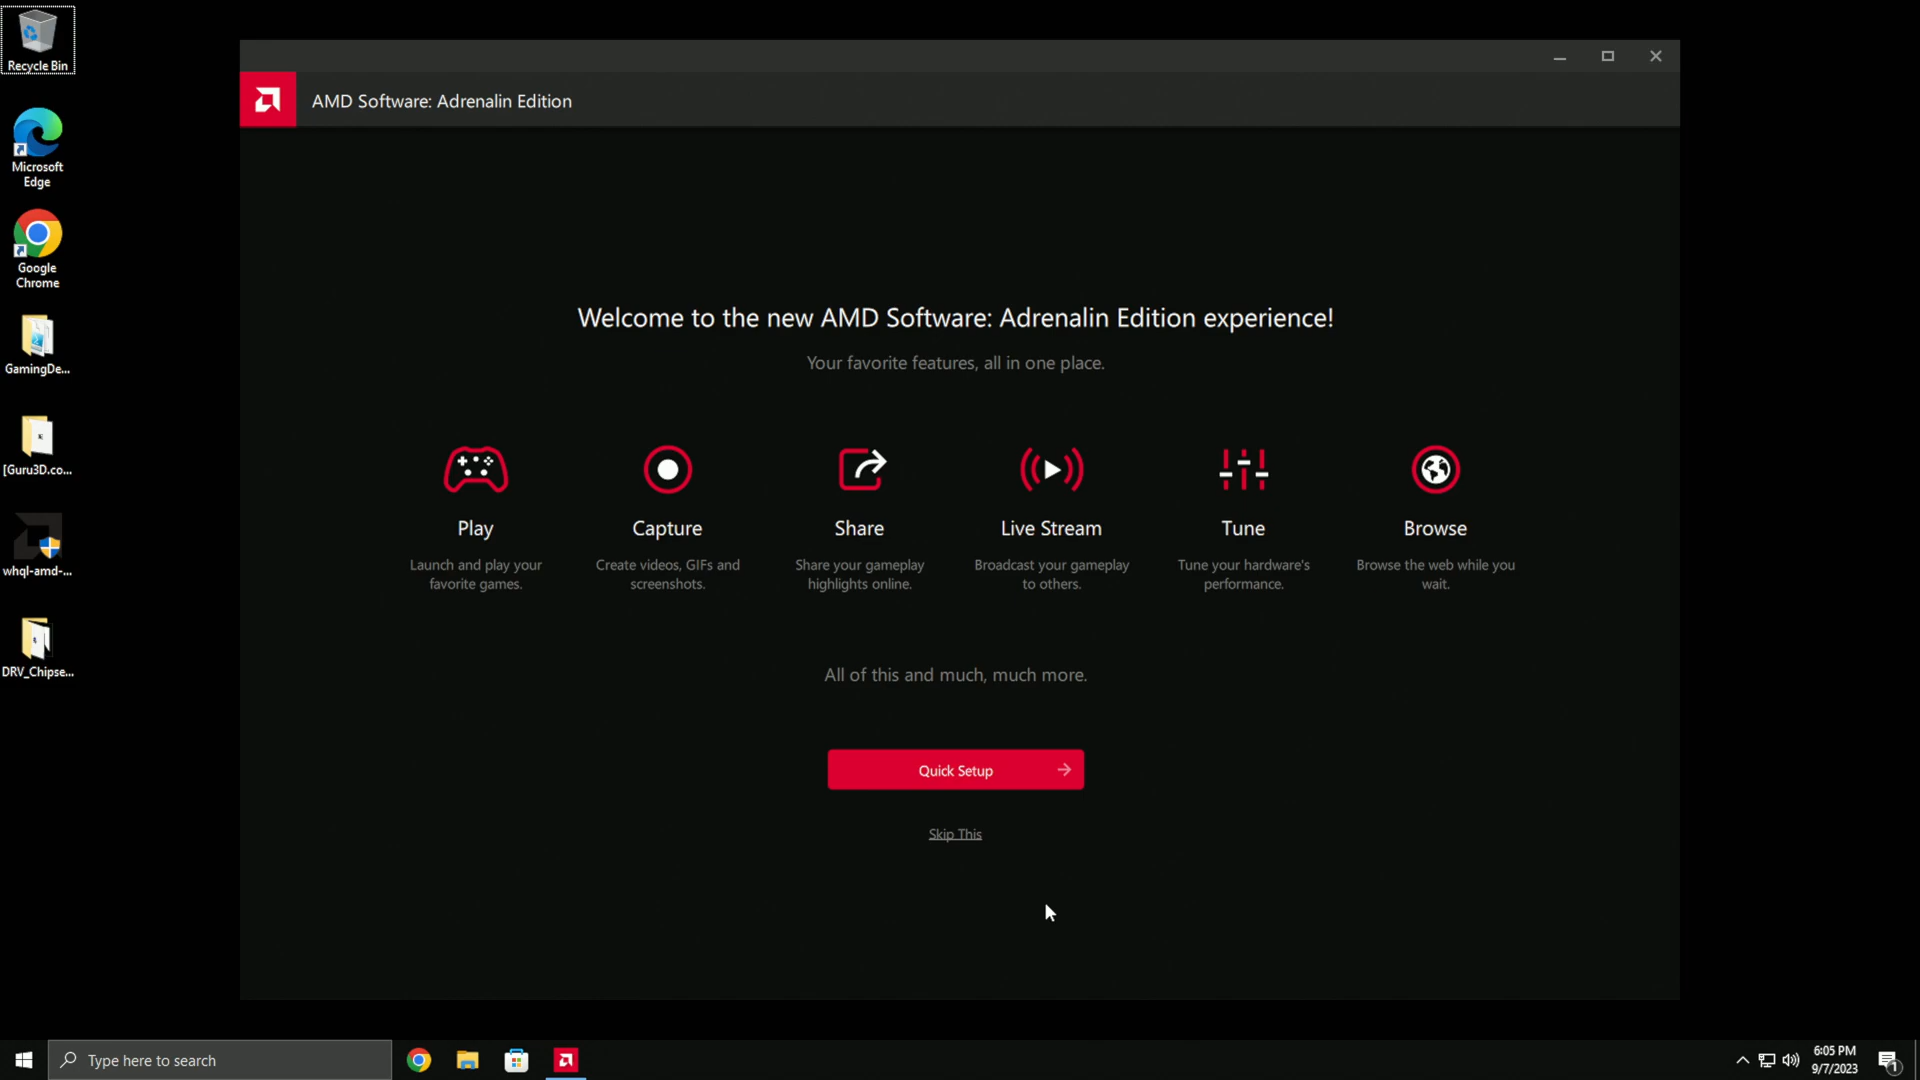 Recycle Bin
Microsoft
Edge
Google
Chrome
GamingDe...
[Guru3D.co...
whql-amd-...
DRV_Chipse...
AMD Software: Adrenalin Edition
Welcome to the new AMD Software: Adrenalin Edition experience!
Your favorite features, all in one place.
Play
Launch and play your
favorite games.
Capture
Create videos, GIFs and
screenshots.
Share
Share your gameplay
highlights online.
Live Stream
Broadcast your gameplay
to others.
Tune
Tune your hardware's
performance.
Browse
Browse the web while you
wait.
All of this and much, much more.
Quick Setup
Skip This
Type here to search
6:05 PM
9/7/2023
1